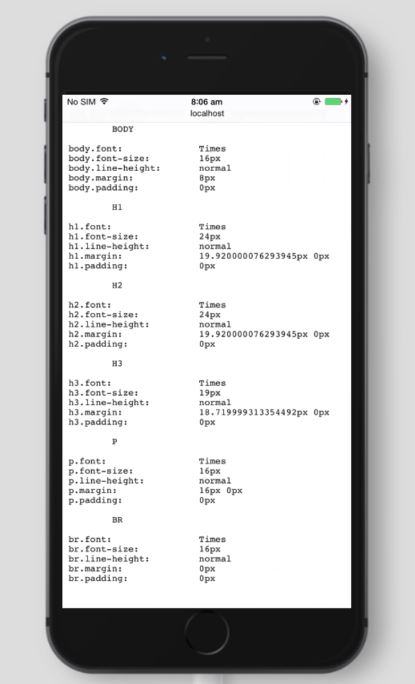 No SIM 8:06 am
localhost
BODY
body.font: Times
body.font-size: 16px
body.line-height: normal
body.margin: 8px
body.padding: 0px
H1
h1.font: Times
h1.font-size: 24px
h1.line-height: normal
h1.margin: 19.920000076293945px 0px
h1.padding: 0px
H2
h2.font: Times
h2.font-size: 24px
h2.line-height: normal
h2.margin: 19.920000076293945px 0px
h2.padding: 0px
H3
h3.font: Times
h3.font-size: 19px
h3.line-height: normal
h3.margin: 18.719999313354492px 0px
h3.padding: 0px
P
p.font: Times
p.font-size: 16px
p.line-height: normal
p.margin: 16px 0px
p.padding: 0px
BR
br.font: Times
br.font-size: 16px
br.line-height: normal
br.margin: 0px
br.padding: 0px